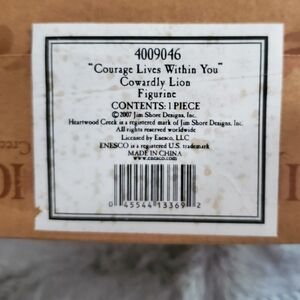 4009046
"Courage Lives Within You"
Cowardly Lion
Figurine
CONTENTS: 1 PIECE
©2007 Jim Shore Designs, Inc.
Heartwood Creek is a registered mark of Jim Shore Designs, Inc.
All rights reserved worldwide
Licensed by Enesco, LLC
ENESCO is a registered U.S. trademark
MADE IN CHINA
www.enesco.com
0 45544 13369 2